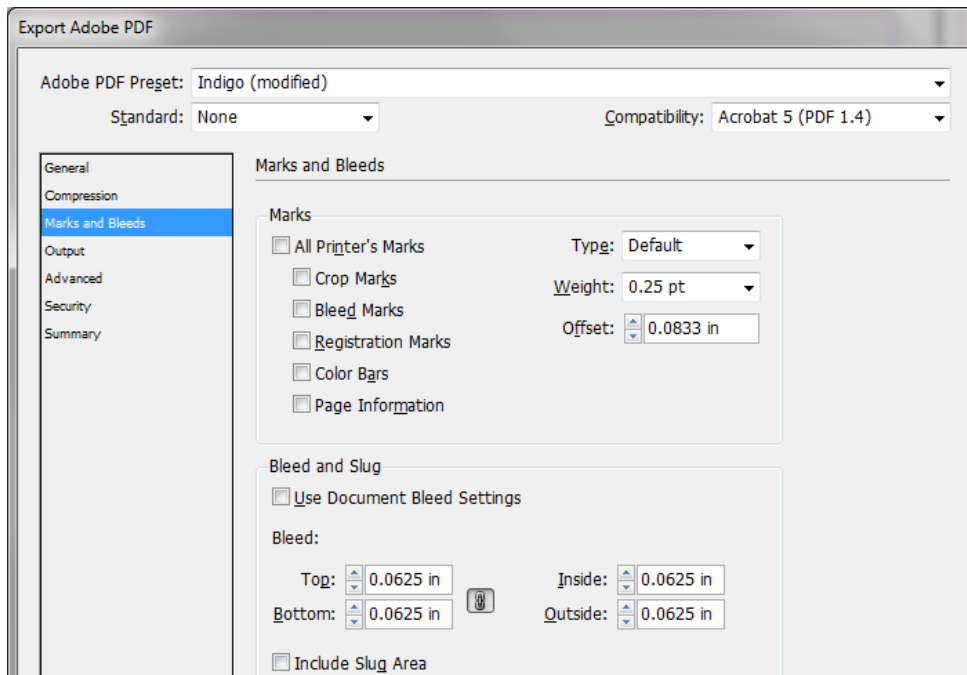 Export Adobe PDF
Adobe PDF Preset: Indigo (modified)
Standard: None Compatibility: Acrobat 5 (PDF 1.4)
General
Compression
Marks and Bleeds
Output
Advanced
Security
Summary
Marks and Bleeds
Marks
All Printer's Marks
Crop Marks
Bleed Marks
Registration Marks
Color Bars
Page Information
Type: Default
Weight: 0.25 pt
Offset: 0.0833 in
Bleed and Slug
Use Document Bleed Settings
Bleed:
Top: 0.0625 in Inside: 0.0625 in
Bottom: 0.0625 in Outside: 0.0625 in
Include Slug Area